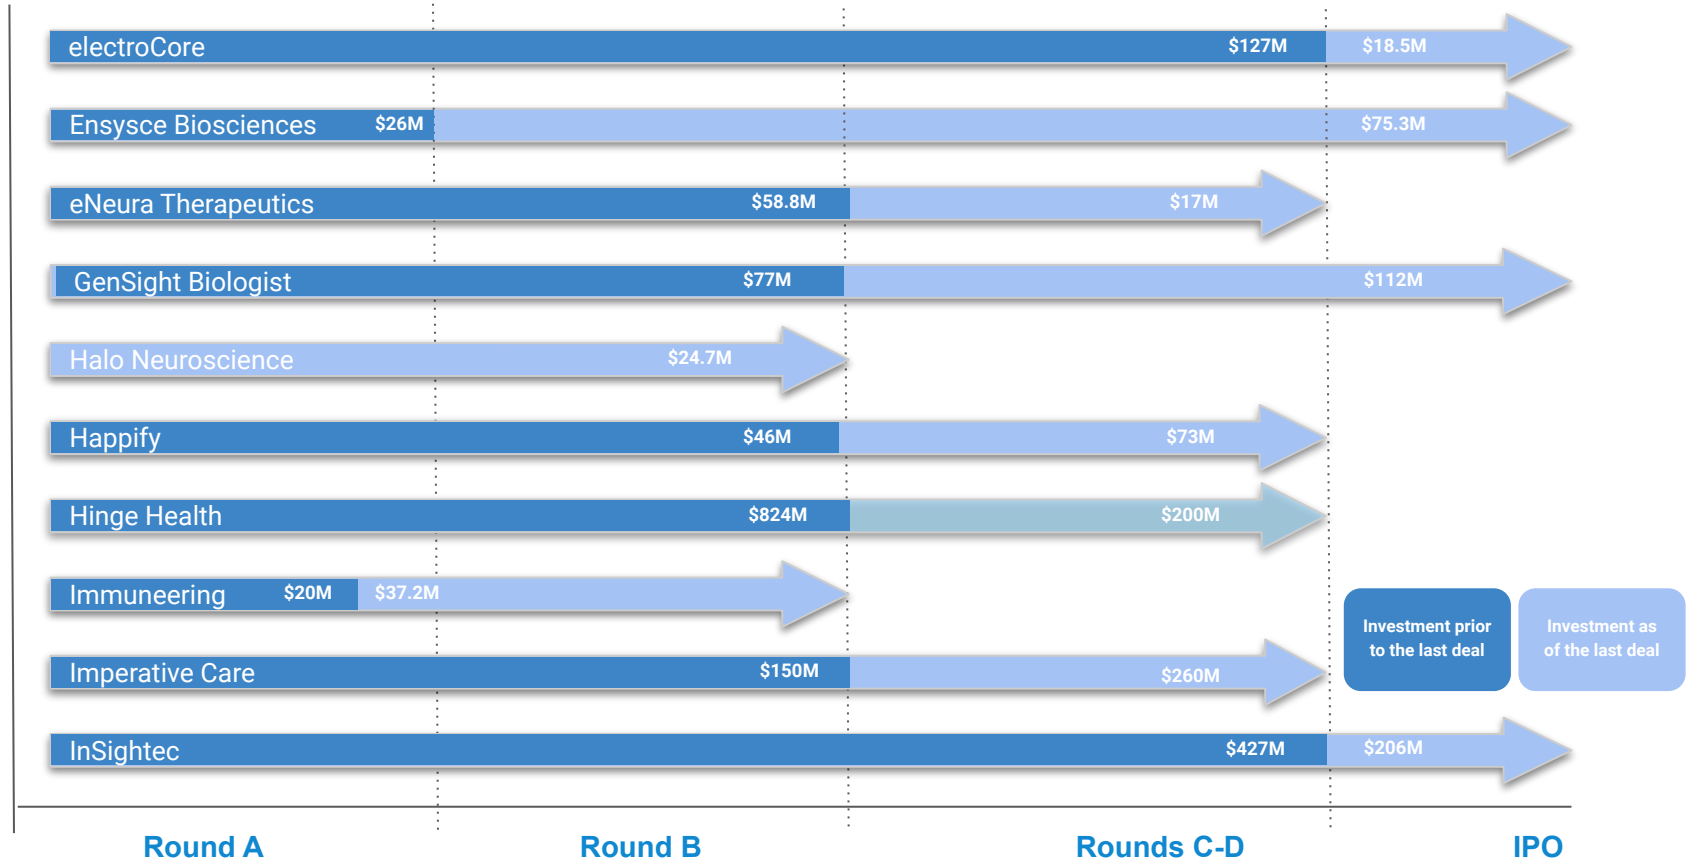 electroCore $127M $18.5M
Ensysce Biosciences $26M $75.3M
eNeura Therapeutics $58.8M $17M
GenSight Biologist $77M $112M
Halo Neuroscience $24.7M
Happify $46M $73M
Hinge Health $824M $200M
Immuneering $20M $37.2M
Investment prior
to the last deal
Investment as
of the last deal
Imperative Care $150M $260M
InSightec $427M $206M
Round A Round B Rounds C-D IPO